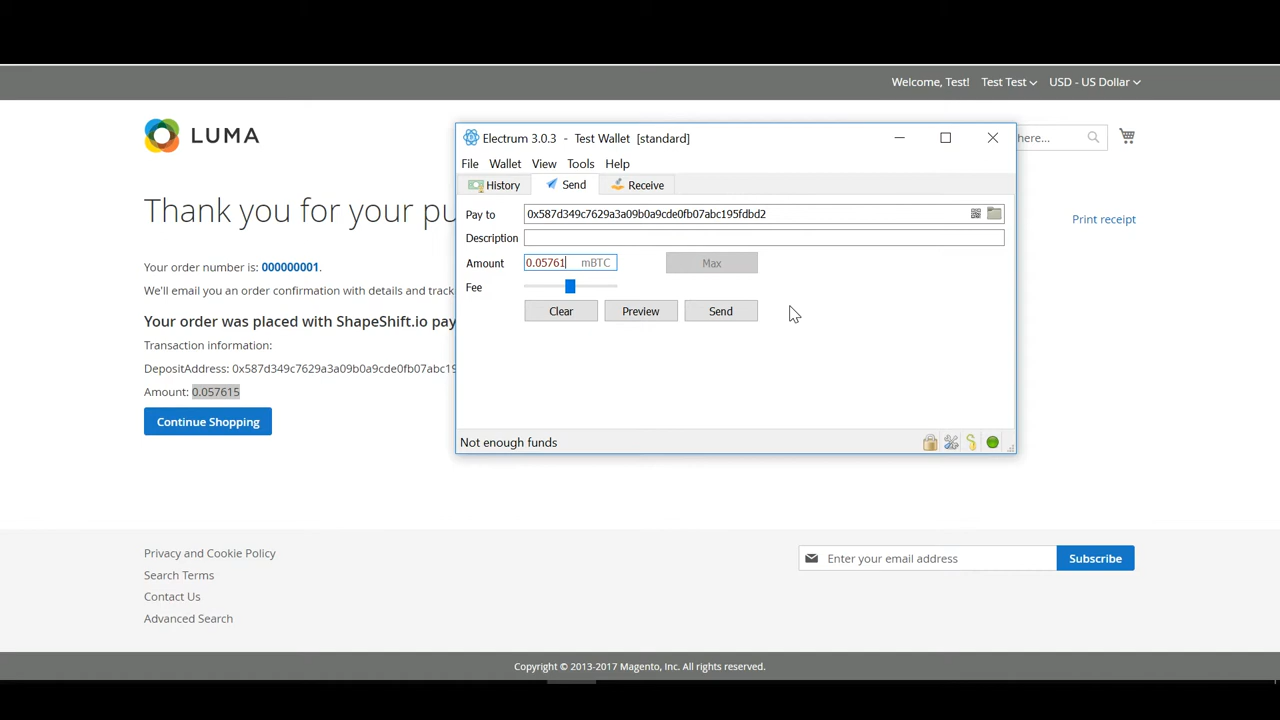 Welcome, Test! Test Test USD - US Dollar
LUMA
here...
Thank you for your pu
Print receipt
Your order number is: 000000001.
We'll email you an order confirmation with details and track
Your order was placed with ShapeShift.io pay
Transaction information:
DepositAddress: 0x587d349c7629a3a09b0a9cde0fb07abc195
Amount: 0.057615
Continue Shopping
Electrum 3.0.3 - Test Wallet [standard]
File Wallet View Tools Help
History Send Receive
Pay to 0x587d349c7629a3a09b0a9cde0fb07abc195fdbd2
Description
Amount 0.05761 mBTC Max
Fee
Clear Preview Send
Not enough funds
Privacy and Cookie Policy
Search Terms
Contact Us
Advanced Search
Enter your email address Subscribe
Copyright © 2013-2017 Magento, Inc. All rights reserved.